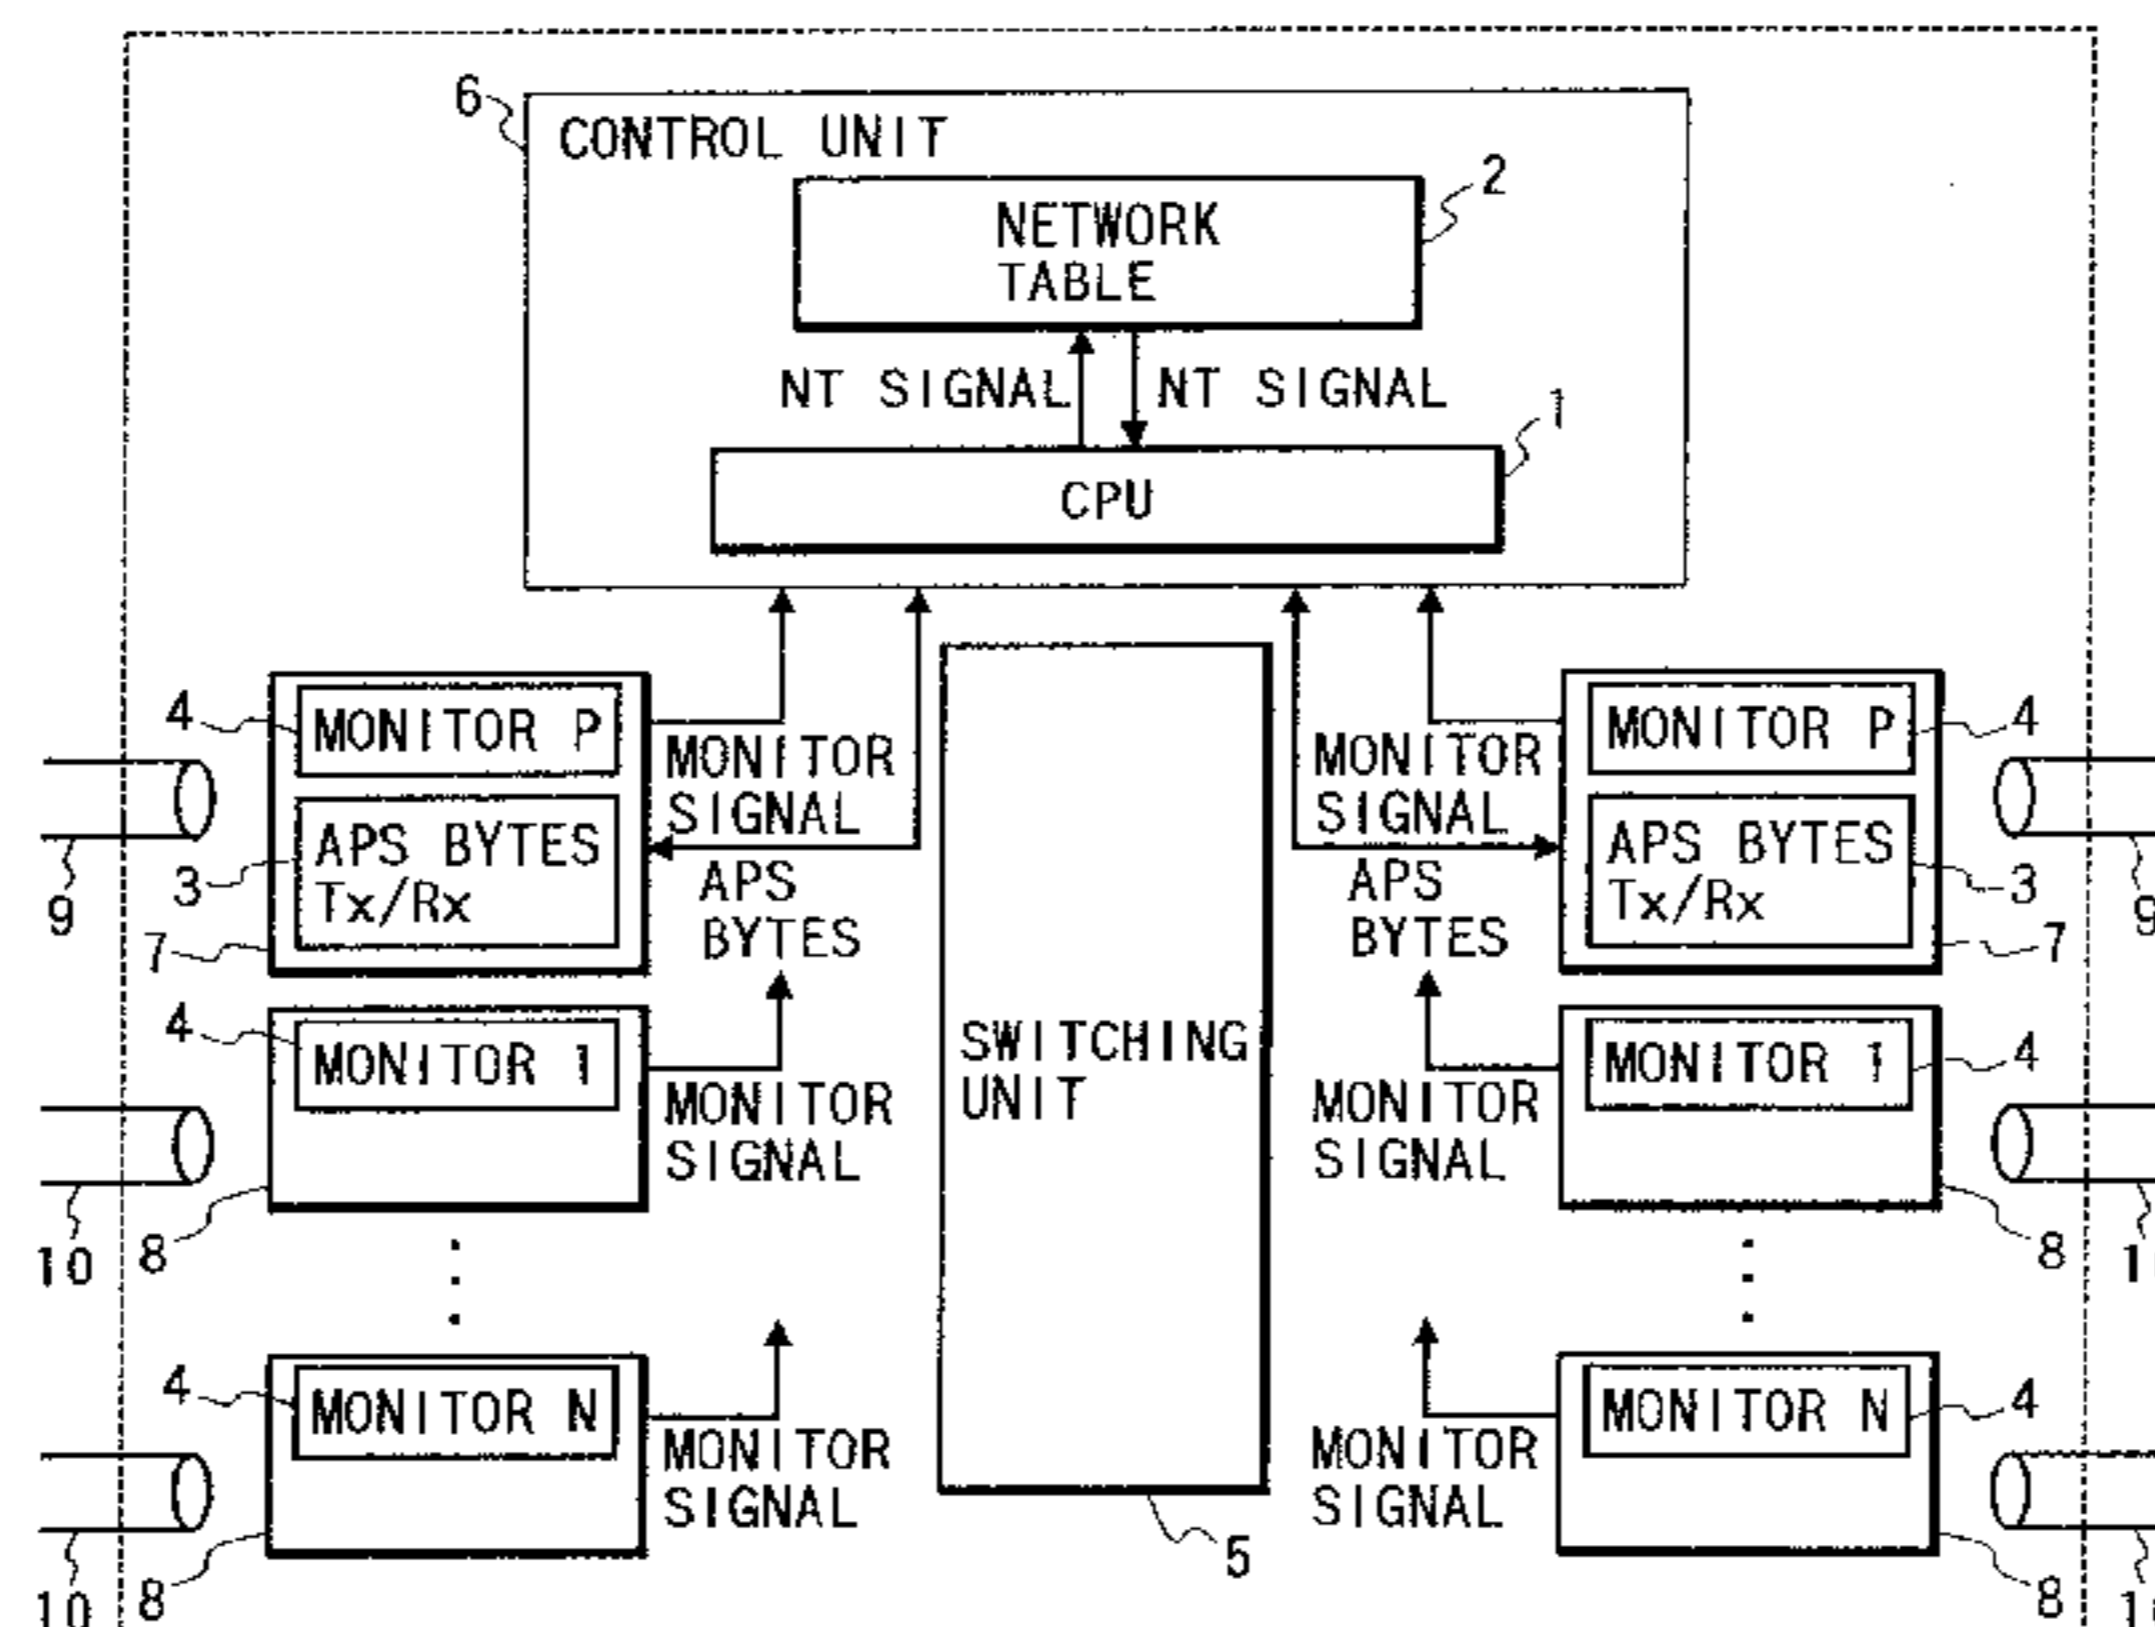 6
CONTROL UNIT
2
NETWORK
TABLE
NT SIGNAL
NT SIGNAL
1
CPU
4
MONITOR P
MONITOR
SIGNAL
MONITOR
SIGNAL
MONITOR P
4
3
APS BYTES
Tx/Rx
APS
BYTES
APS
BYTES
APS BYTES
Tx/Rx
3
9
7
7
9
4
MONITOR 1
MONITOR
SIGNAL
SWITCHING
UNIT
MONITOR
SIGNAL
MONITOR 1
4
10
8
8
1
4
MONITOR N
MONITOR
SIGNAL
MONITOR
SIGNAL
MONITOR N
4
10
8
5
8
1